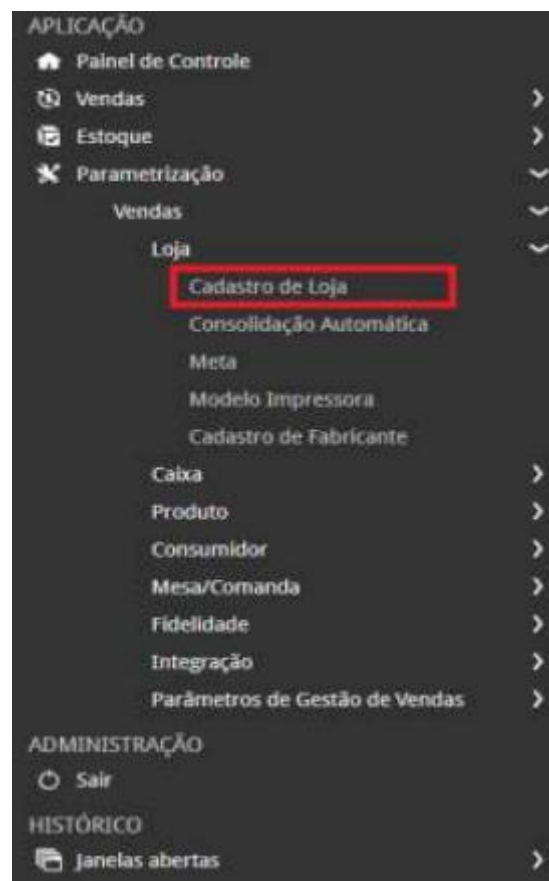 APLICAÇÃO
Painel de Controle
Vendas
Estoque
Parametrização
Vendas
Loja
Cadastro de Loja
Consolidação Automática
Meta
Modelo Impressora
Cadastro de Fabricante
Caixa
Produto
Consumidor
Mesa/Comanda
Fidelidade
Integração
Parâmetros de Gestão de Vendas
ADMINISTRAÇÃO
Sair
HISTÓRICO
Janelas abertas